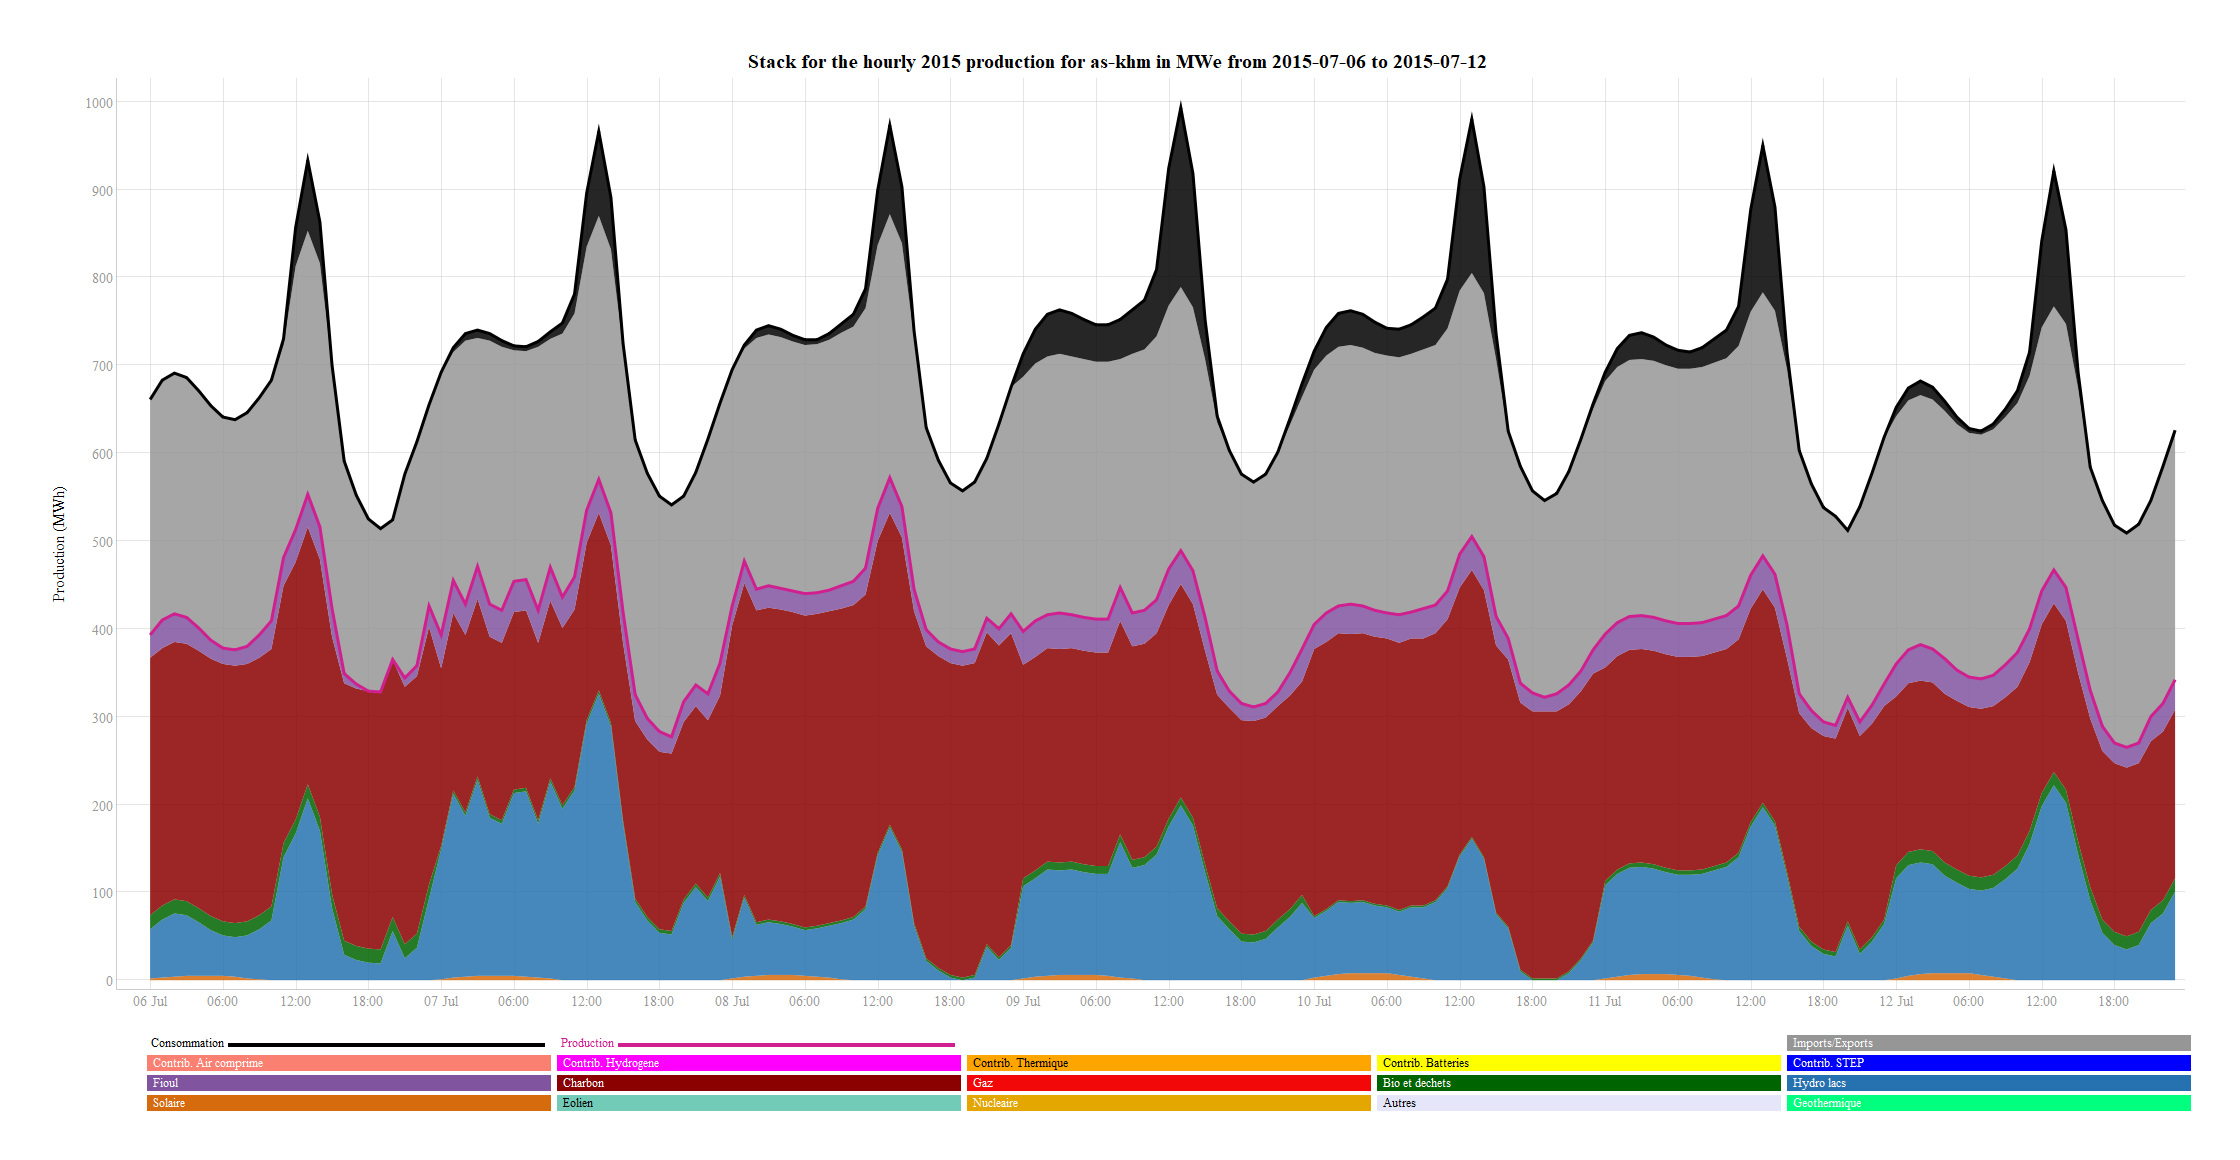 Stack for the hourly 2015 production for as-khm in MWe from 2015-07-06 to 2015-07-12
1000
900
800
700
600
500
400
300
200
100
0
Production (MWh)
06 Jul 06:00 12:00 18:00 07 Jul 06:00 12:00 18:00 08 Jul 06:00 12:00 18:00 09 Jul 06:00 12:00 18:00 10 Jul 06:00 12:00 18:00 11 Jul 06:00 12:00 18:00 12 Jul 06:00 12:00 18:00
Consommation Production Imports/Exports
Contrib. Air comprime Contrib. Hydrogene Contrib. Thermique Contrib. Batteries Contrib. STEP
Fioul Charbon Gaz Bio et dechets Hydro lacs
Solaire Eolien Nucleaire Autres Geothermique